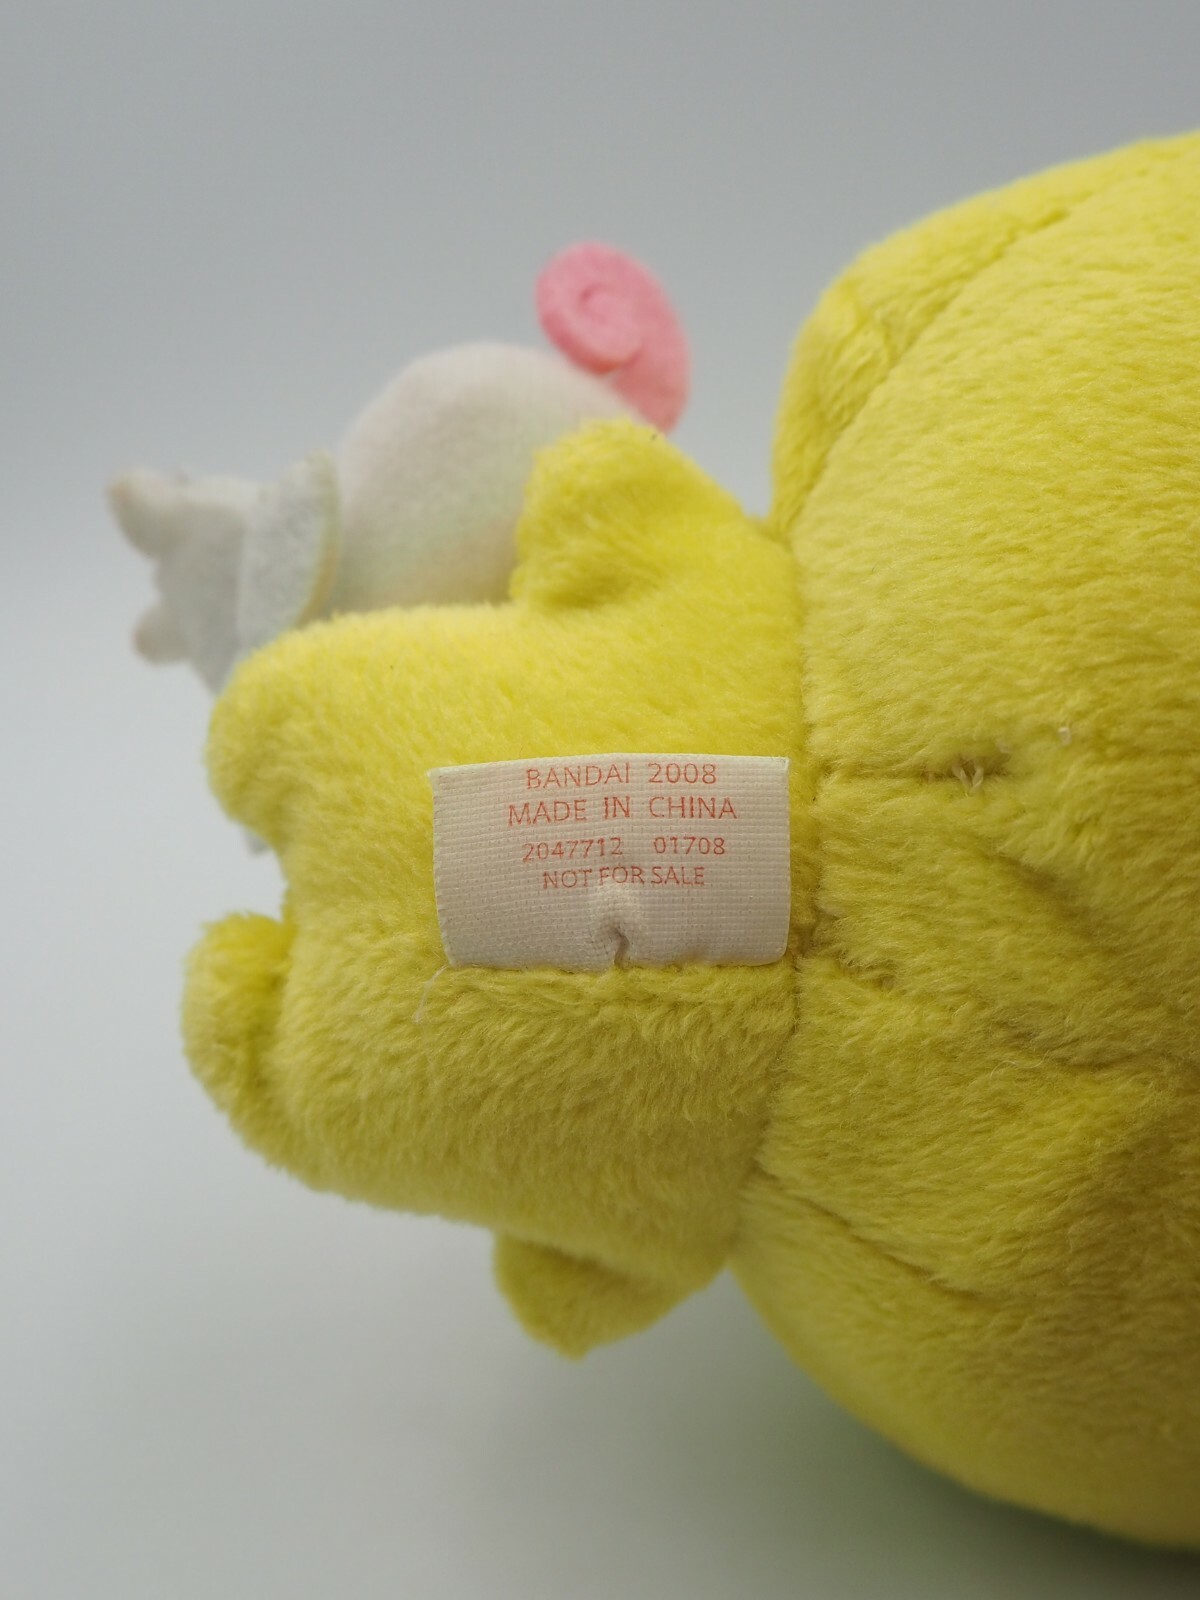 BANDAI 2008
MADE IN CHINA
2047712 01708
NOT FOR SALE